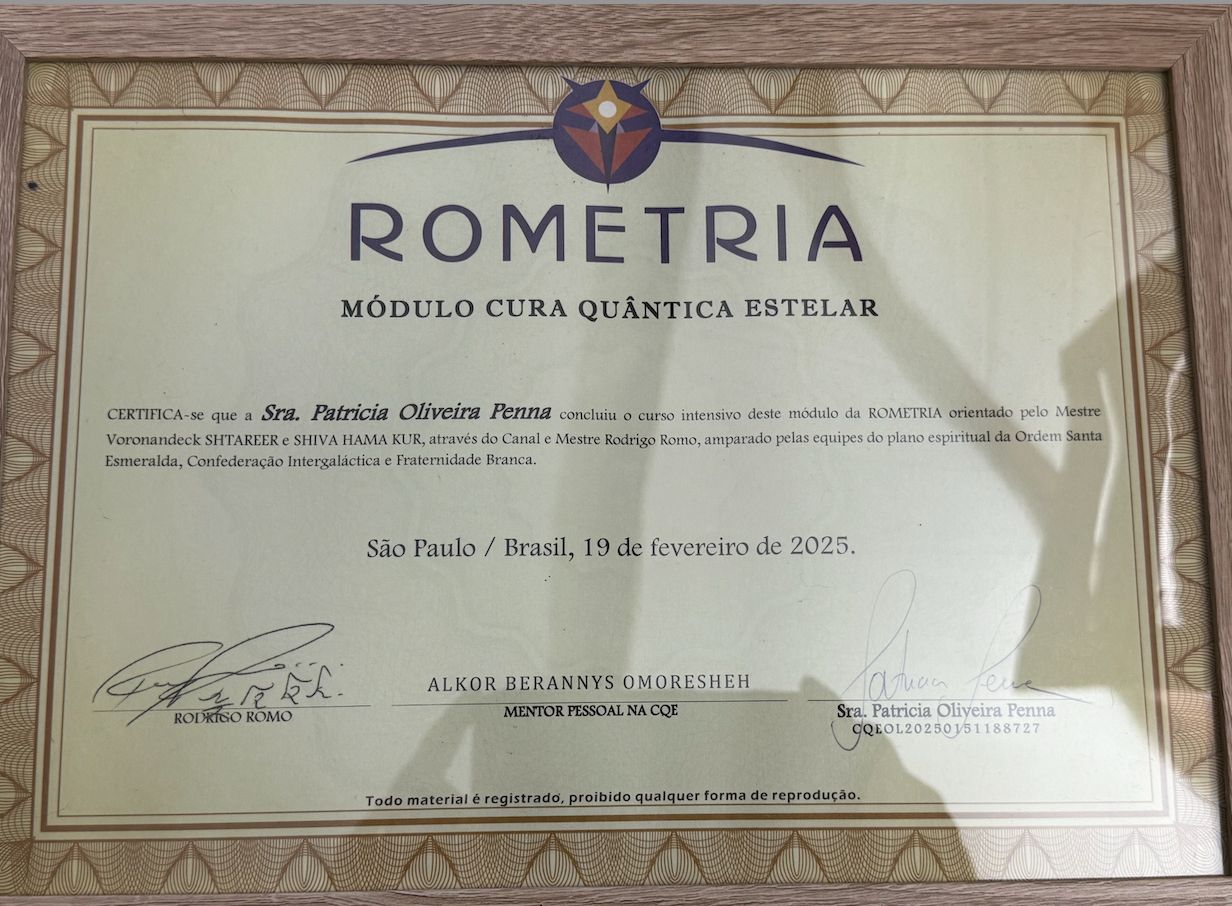 ROMETRIA
MÓDULO CURA QUÂNTICA ESTELAR
CERTIFICA-se que a Sra. Patricia Oliveira Penna concluiu o curso intensivo deste módulo da ROMETRIA orientado pelo Mestre
Voronandeck SHTAREER e SHIVA HAMA KUR, através do Canal e Mestre Rodrigo Romo, amparado pelas equipes do plano espiritual da Ordem Santa
Esmeralda, Confederação Intergaláctica e Fraternidade Branca.
São Paulo / Brasil, 19 de fevereiro de 2025.
RODRIGO ROMO
ALKOR BERANNYS OMORESHEH
MENTOR PESSOAL NA CQE
Sra. Patricia Oliveira Penna
CQEOL20250151188727
Todo material é registrado, proibido qualquer forma de reprodução.